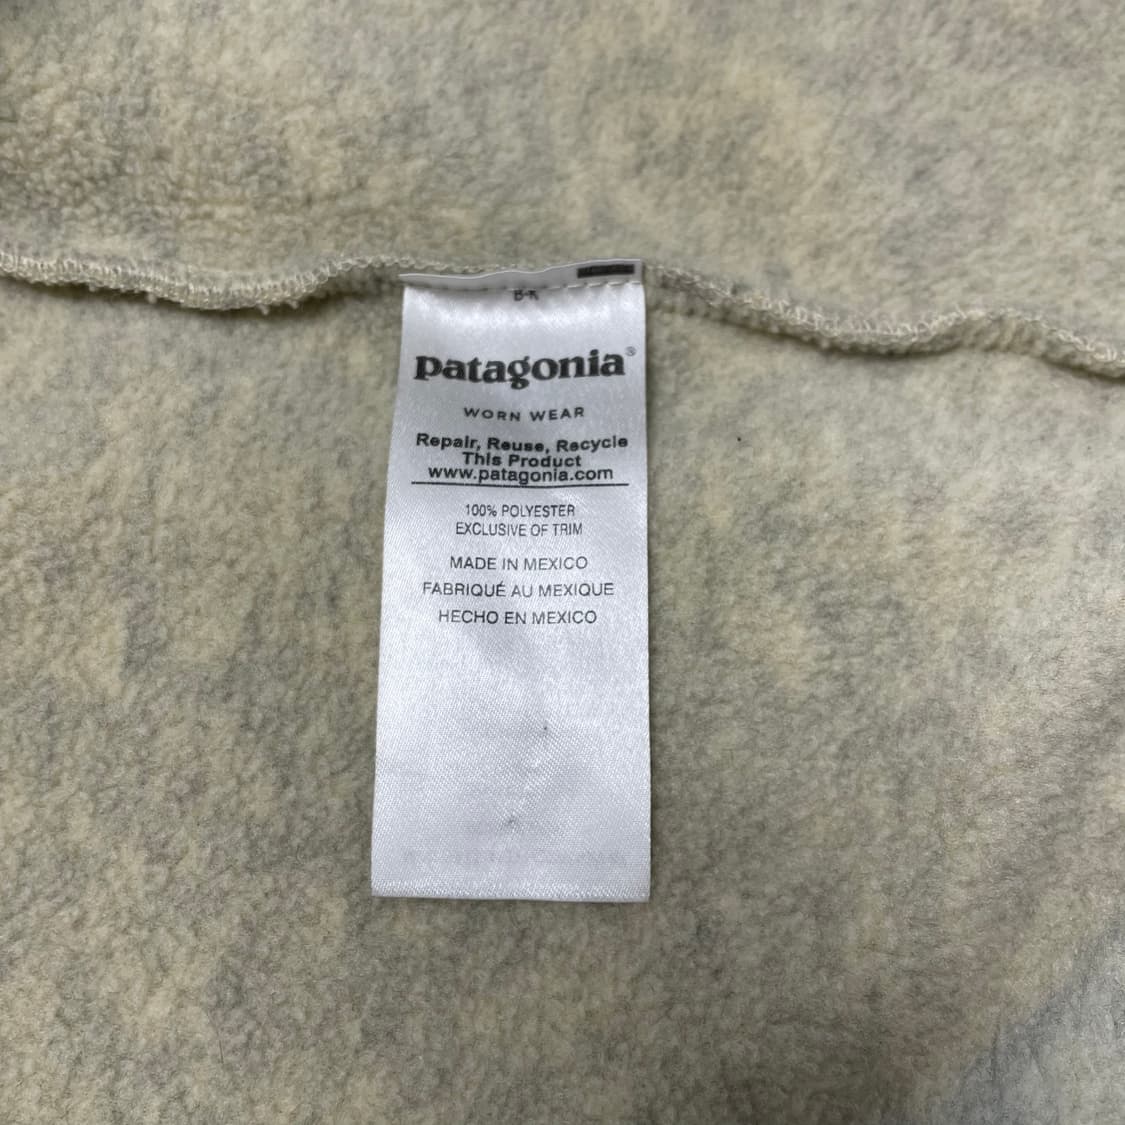 patagonia®
WORN WEAR
Repair, Reuse, Recycle
This Product
www.patagonia.com
100% POLYESTER
EXCLUSIVE OF TRIM
MADE IN MEXICO
FABRIQUÉ AU MEXIQUE
HECHO EN MEXICO